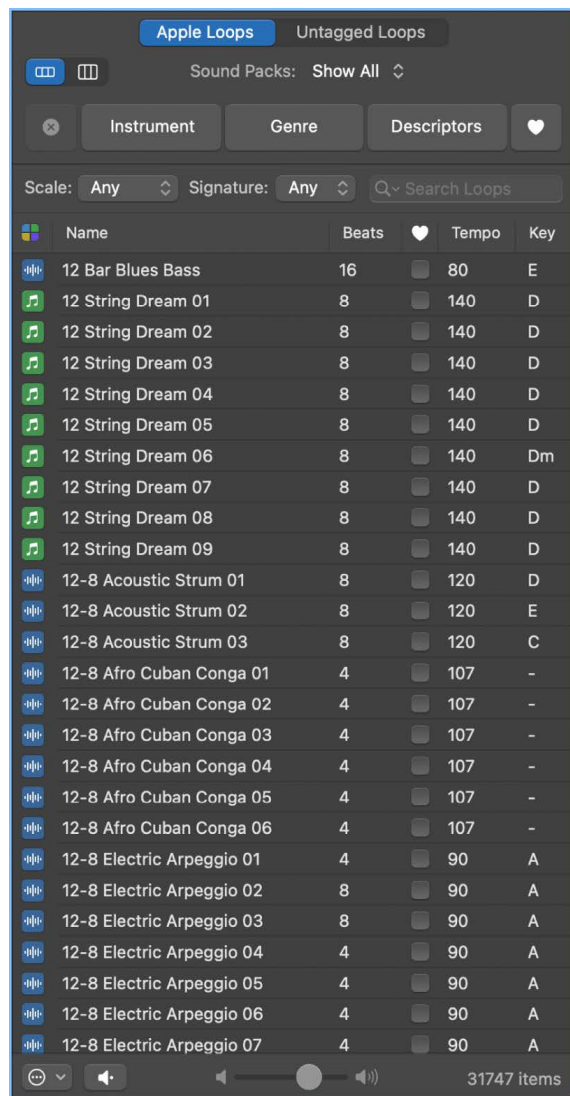 Apple Loops Untagged Loops
Sound Packs: Show All
Instrument Genre Descriptors
Scale: Any Signature: Any Search Loops
Name Beats Tempo Key
12 Bar Blues Bass 16 80 E
12 String Dream 01 8 140 D
12 String Dream 02 8 140 D
12 String Dream 03 8 140 D
12 String Dream 04 8 140 D
12 String Dream 05 8 140 D
12 String Dream 06 8 140 Dm
12 String Dream 07 8 140 D
12 String Dream 08 8 140 D
12 String Dream 09 8 140 D
12-8 Acoustic Strum 01 8 120 D
12-8 Acoustic Strum 02 8 120 E
12-8 Acoustic Strum 03 8 120 C
12-8 Afro Cuban Conga 01 4 107 -
12-8 Afro Cuban Conga 02 4 107 -
12-8 Afro Cuban Conga 03 4 107 -
12-8 Afro Cuban Conga 04 4 107 -
12-8 Afro Cuban Conga 05 4 107 -
12-8 Afro Cuban Conga 06 4 107 -
12-8 Electric Arpeggio 01 4 90 A
12-8 Electric Arpeggio 02 8 90 A
12-8 Electric Arpeggio 03 8 90 A
12-8 Electric Arpeggio 04 4 90 A
12-8 Electric Arpeggio 05 4 90 A
12-8 Electric Arpeggio 06 4 90 A
12-8 Electric Arpeggio 07 4 90 A
31747 items